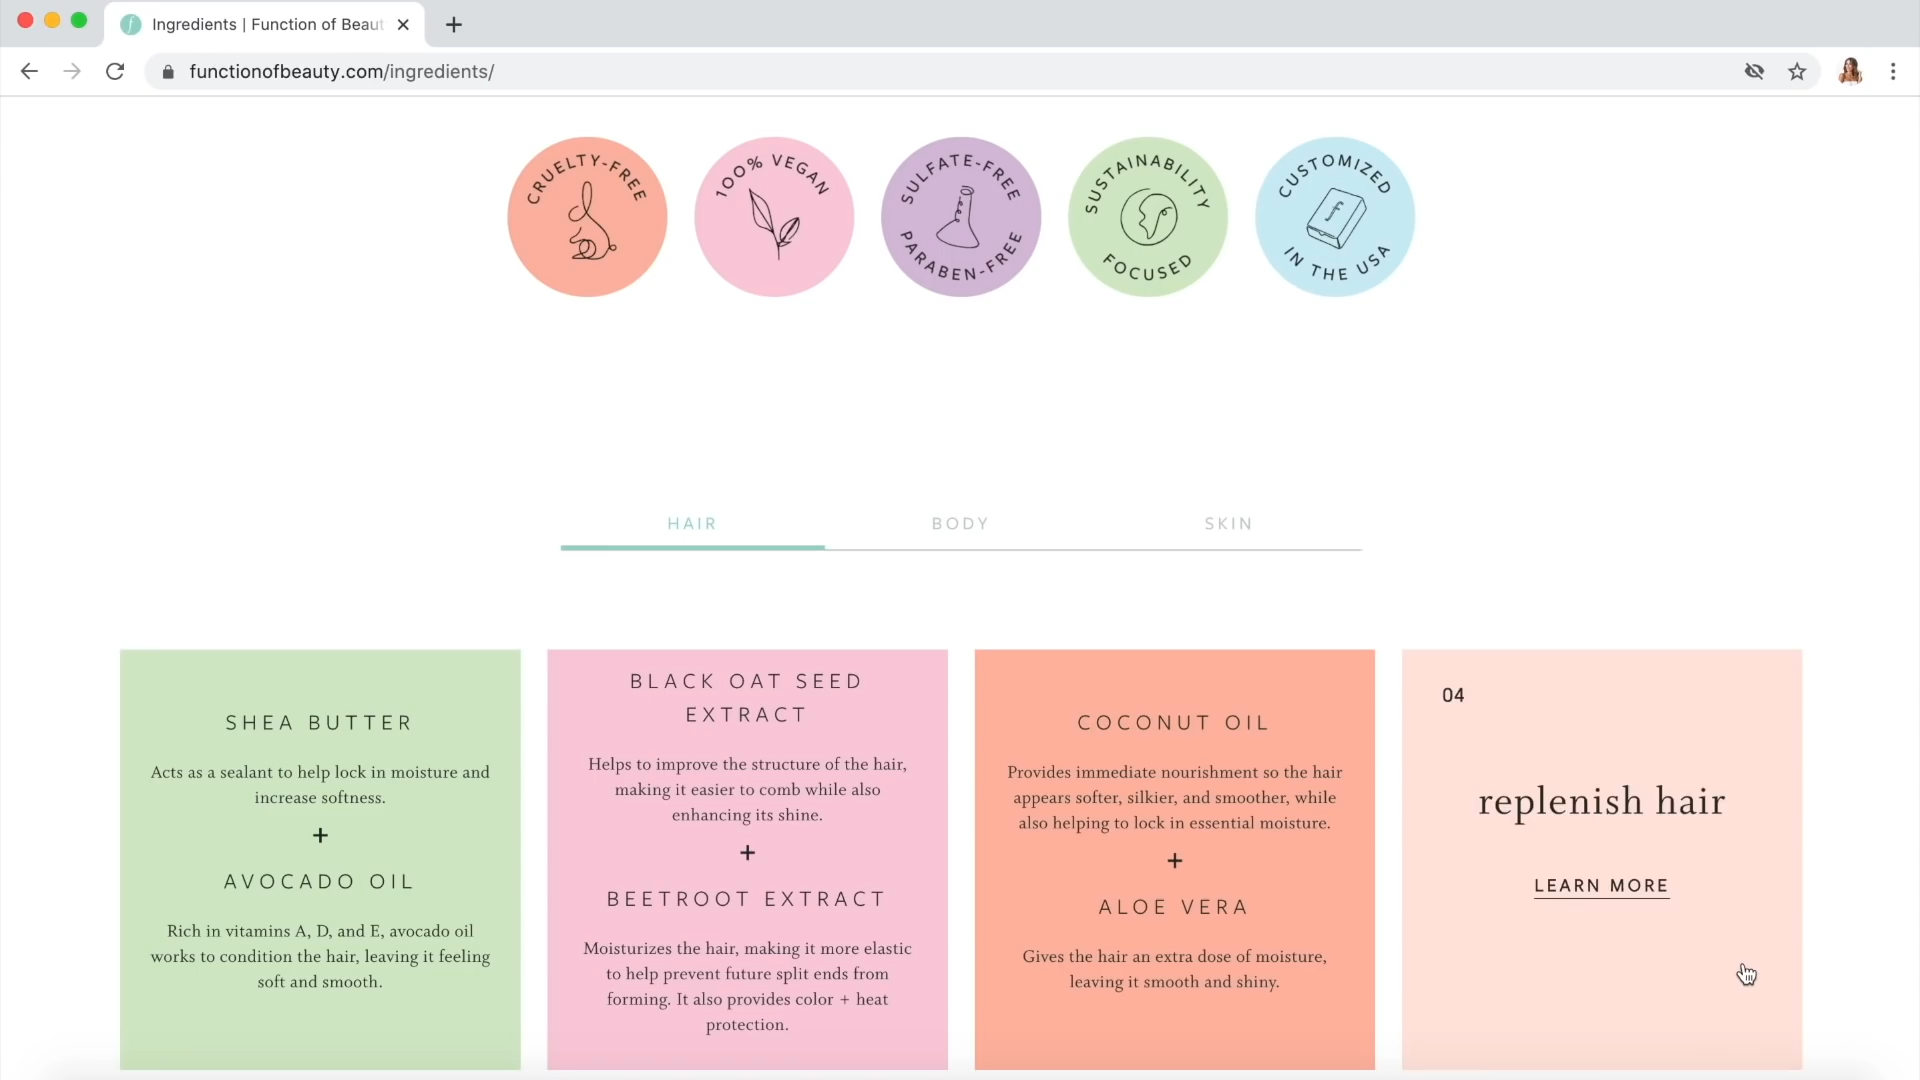 Ingredients | Function of Beaut
functionofbeauty.com/ingredients/
CRUELTY-FREE
100% VEGAN
SULFATE-FREE
PARABEN-FREE
SUSTAINABILITY
FOCUSED
CUSTOMIZED
IN THE USA
f
HAIR
BODY
SKIN
SHEA BUTTER
Acts as a sealant to help lock in moisture and
increase softness.
+
AVOCADO OIL
Rich in vitamins A, D, and E, avocado oil
works to condition the hair, leaving it feeling
soft and smooth.
BLACK OAT SEED
EXTRACT
Helps to improve the structure of the hair,
making it easier to comb while also
enhancing its shine.
+
BEETROOT EXTRACT
Moisturizes the hair, making it more elastic
to help prevent future split ends from
forming. It also provides color + heat
protection.
COCONUT OIL
Provides immediate nourishment so the hair
appears softer, silkier, and smoother, while
also helping to lock in essential moisture.
+
ALOE VERA
Gives the hair an extra dose of moisture,
leaving it smooth and shiny.
04
replenish hair
LEARN MORE